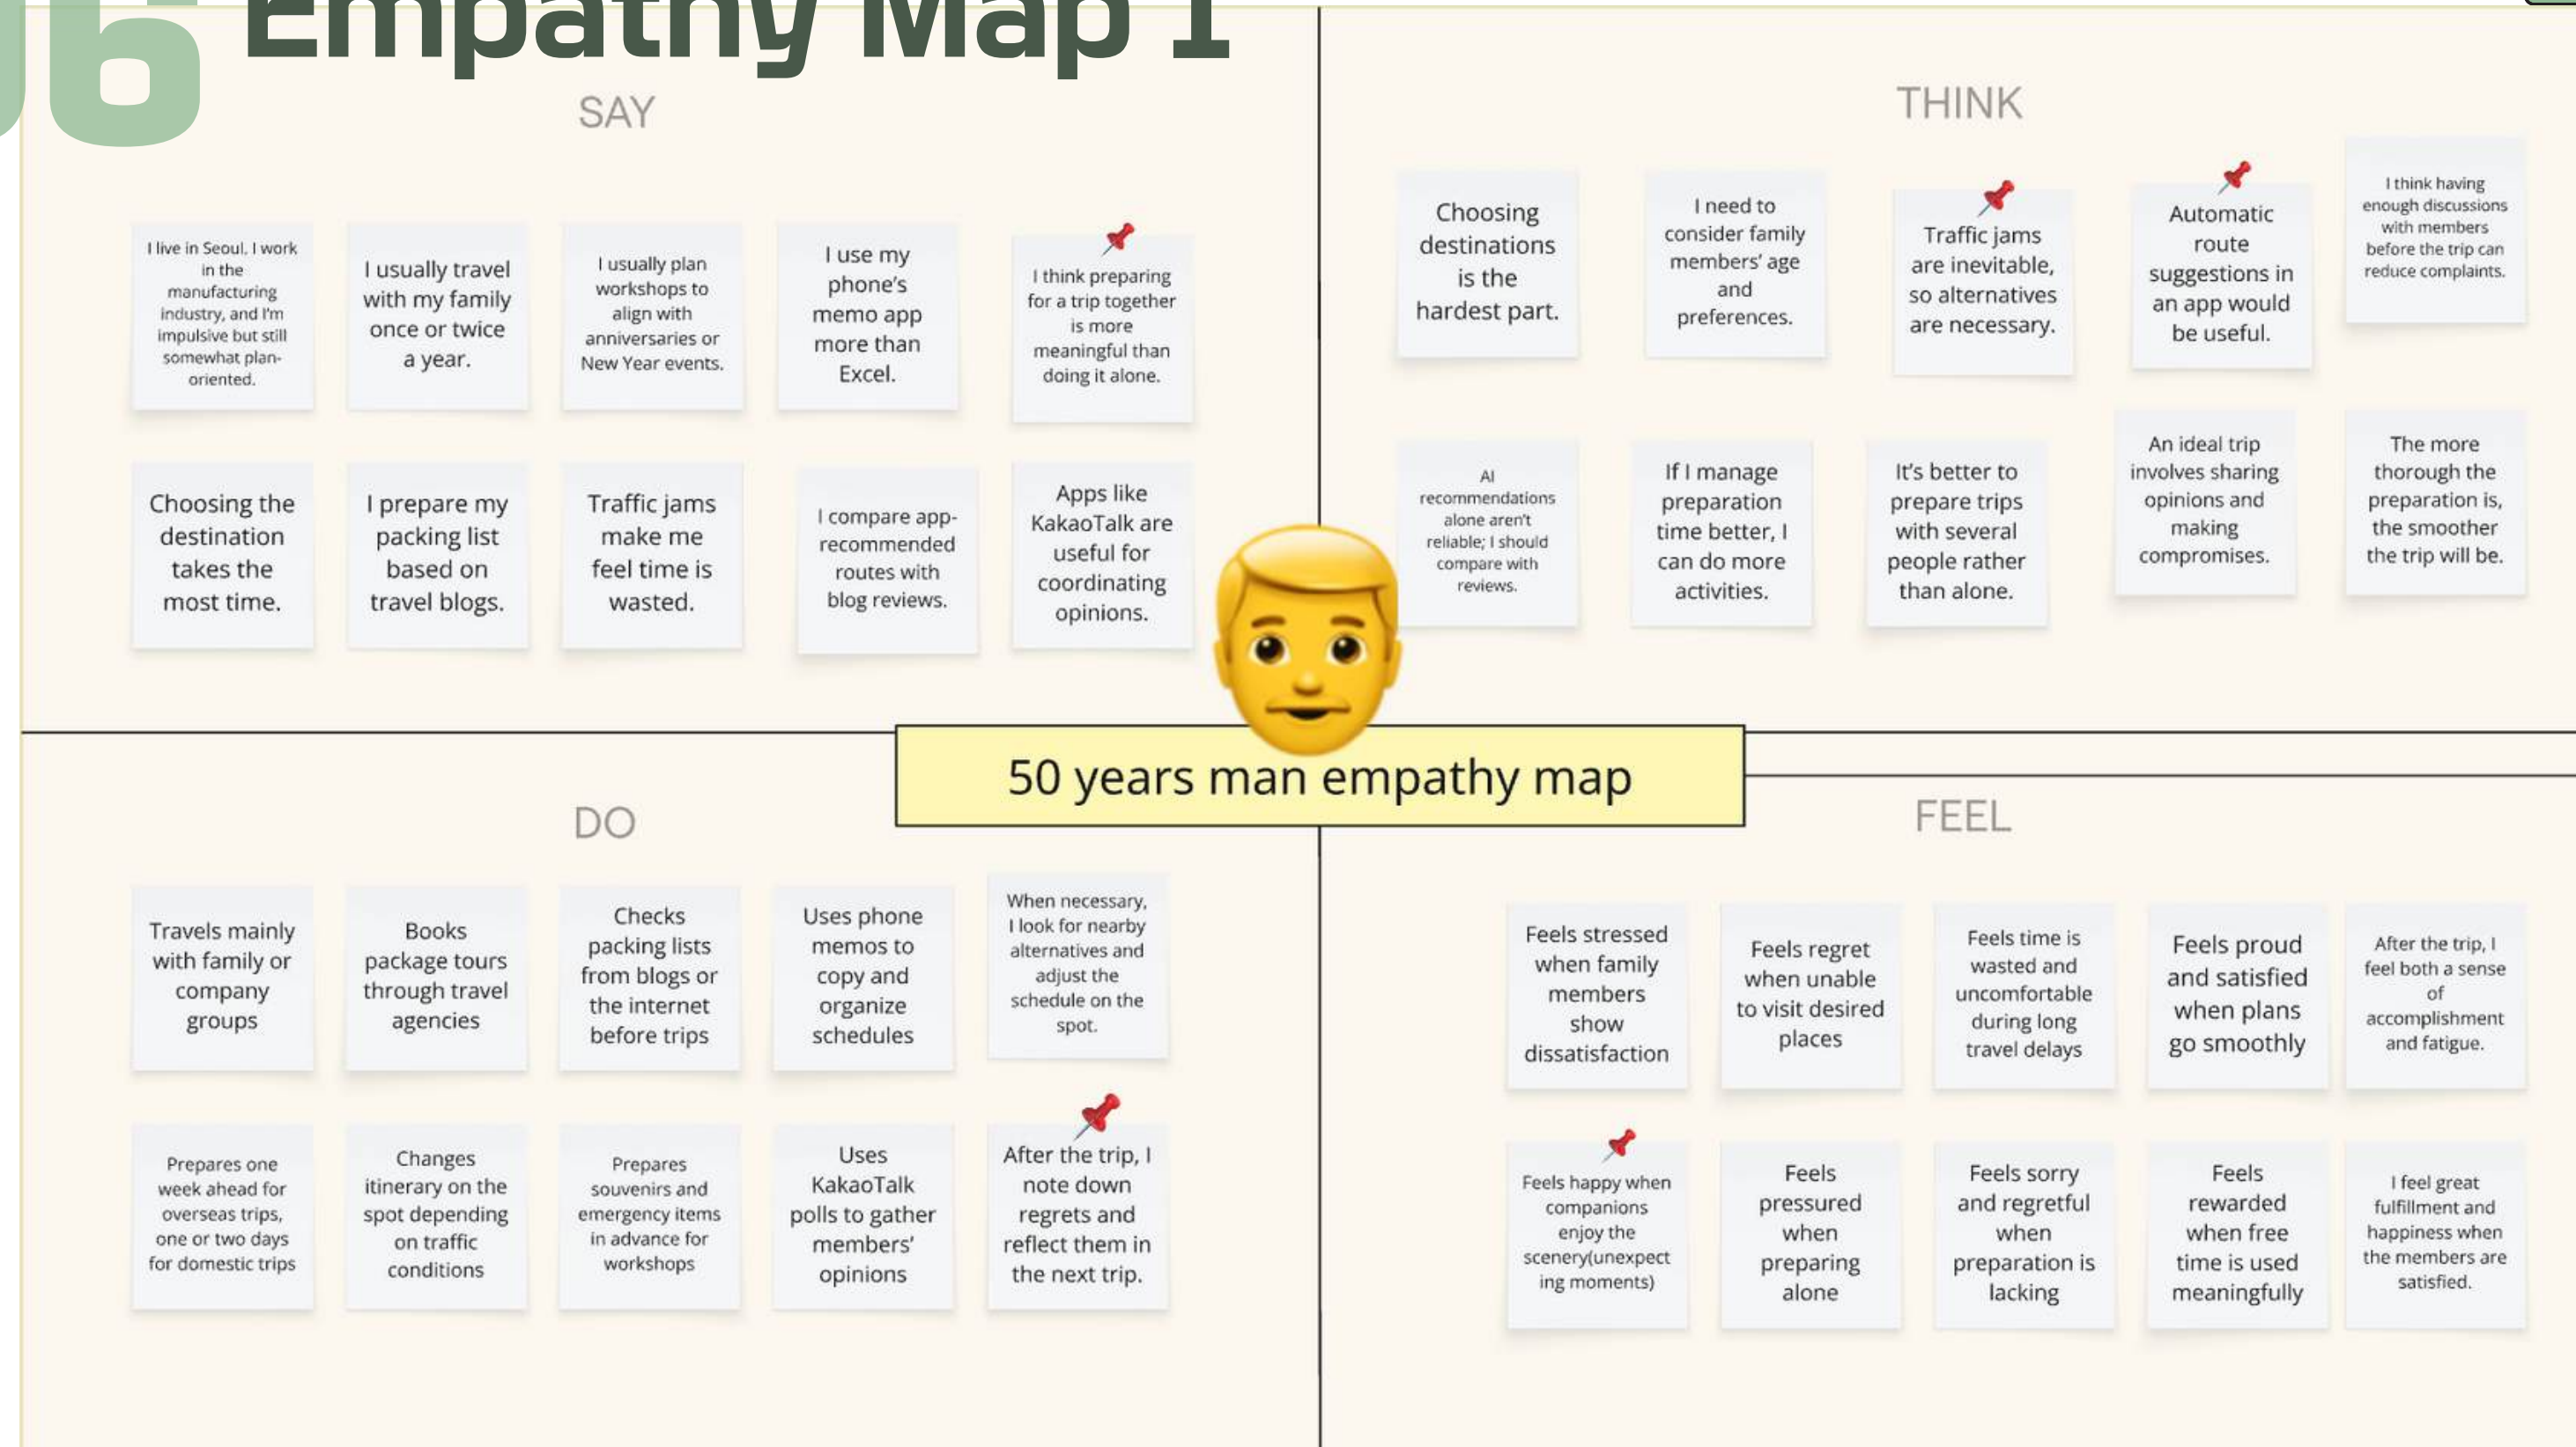 06
Empathy Map 1
SAY
I live in Seoul. I work
in the
manufacturing
industry, and I'm
impulsive but still
somewhat plan-
oriented.
I usually travel
with my family
once or twice
a year.
I usually plan
workshops to
align with
anniversaries or
New Year events.
I use my
phone's
memo app
more than
Excel.
I think preparing
for a trip together
is more
meaningful than
doing it alone.
Choosing the
destination
takes the
most time.
I prepare my
packing list
based on
travel blogs.
Traffic jams
make me
feel time is
wasted.
I compare app-
recommended
routes with
blog reviews.
Apps like
KakaoTalk are
useful for
coordinating
opinions.
THINK
Choosing
destinations
is the
hardest part.
I need to
consider family
members' age
and
preferences.
Traffic jams
are inevitable,
so alternatives
are necessary.
Automatic
route
suggestions in
an app would
be useful.
I think having
enough discussions
with members
before the trip can
reduce complaints.
AI
recommendations
alone aren't
reliable; I should
compare with
reviews.
If I manage
preparation
time better, I
can do more
activities.
It's better to
prepare trips
with several
people rather
than alone.
An ideal trip
involves sharing
opinions and
making
compromises.
The more
thorough the
preparation is,
the smoother
the trip will be.
50 years man empathy map
DO
Travels mainly
with family or
company
groups
Books
package tours
through travel
agencies
Checks
packing lists
from blogs or
the internet
before trips
Uses phone
memos to
copy and
organize
schedules
When necessary,
I look for nearby
alternatives and
adjust the
schedule on the
spot.
Prepares one
week ahead for
overseas trips,
one or two days
for domestic trips
Changes
itinerary on the
spot depending
on traffic
conditions
Prepares
souvenirs and
emergency items
in advance for
workshops
Uses
KakaoTalk
polls to gather
members'
opinions
After the trip, I
note down
regrets and
reflect them in
the next trip.
FEEL
Feels stressed
when family
members
show
dissatisfaction
Feels regret
when unable
to visit desired
places
Feels time is
wasted and
uncomfortable
during long
travel delays
Feels proud
and satisfied
when plans
go smoothly
After the trip, I
feel both a sense
of
accomplishment
and fatigue.
Feels happy when
companions
enjoy the
scenery(unexpect
ing moments)
Feels
pressured
when
preparing
alone
Feels sorry
and regretful
when
preparation is
lacking
Feels
rewarded
when free
time is used
meaningfully
I feel great
fulfillment and
happiness when
the members are
satisfied.